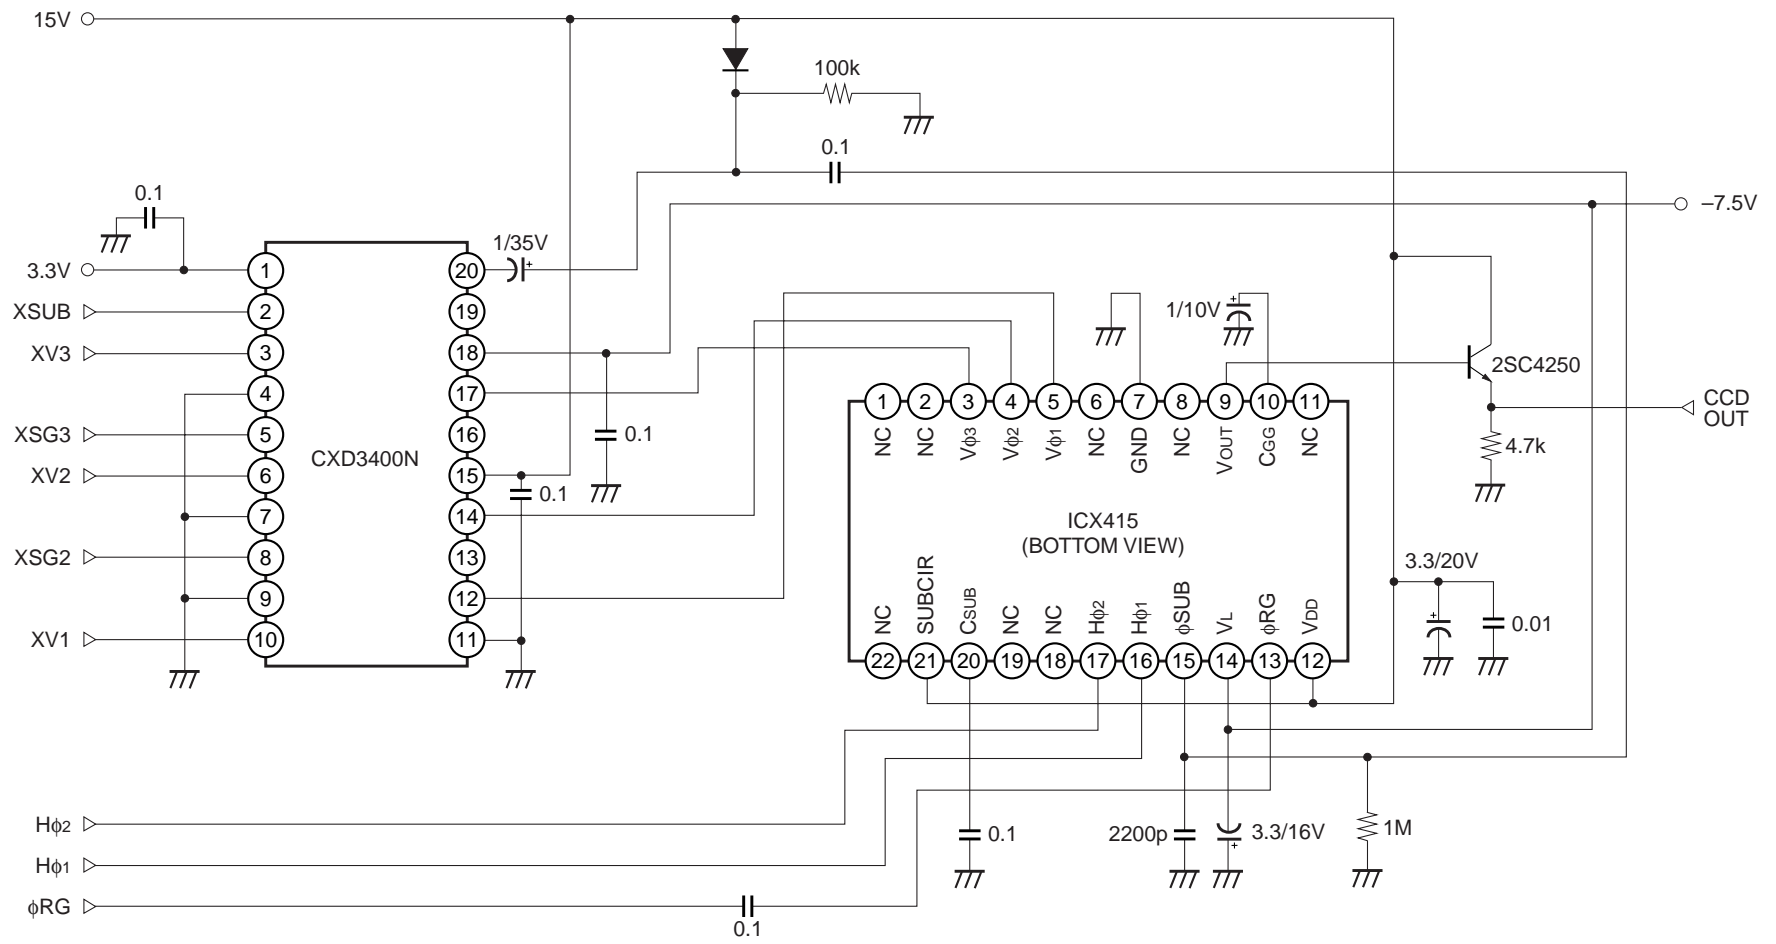 15V
100k
0.1
0.1
–7.5V
1/35V
3.3V
1
20
XSUB
2
19
1/10V
XV3
3
18
2SC4250
4
17
CCD
OUT
1
2
3
4
5
6
7
8
9
10
11
NC
NC
Vϕ3
Vϕ2
Vϕ1
NC
GND
NC
VOUT
CGG
NC
XSG3
5
16
0.1
4.7k
CXD3400N
XV2
6
15
0.1
7
14
ICX415
(BOTTOM VIEW)
XSG2
8
13
3.3/20V
9
12
0.01
XV1
10
11
NC
SUBCIR
CSUB
NC
NC
Hϕ2
Hϕ1
ϕSUB
VL
ϕRG
VDD
22
21
20
19
18
17
16
15
14
13
12
Hϕ2
0.1
2200p
3.3/16V
1M
Hϕ1
ϕRG
0.1